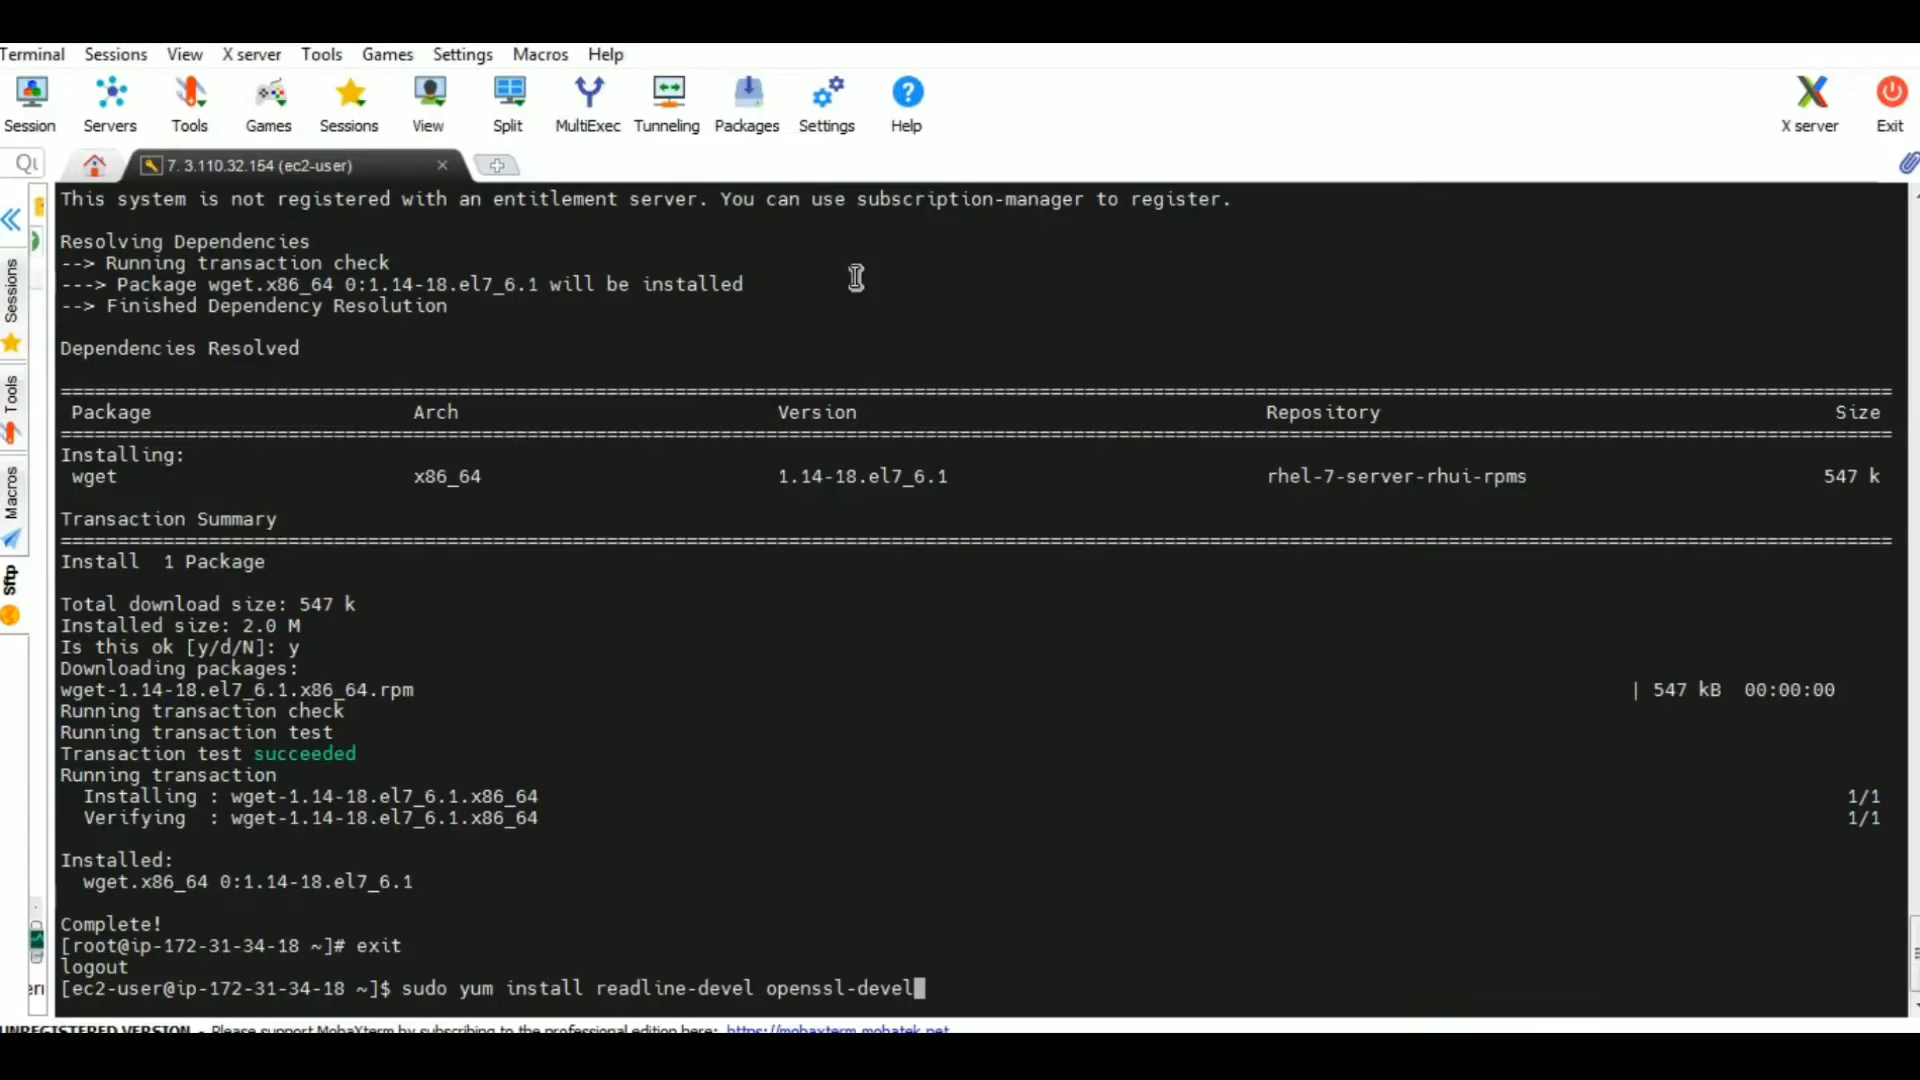 Terminal Sessions View X server Tools Games Settings Macros Help
Session Servers Tools Games Sessions View Split MultiExec Tunneling Packages Settings Help X server Exit
7. 3.110.32.154 (ec2-user)
Sessions
Tools
Macros
Sftp
This system is not registered with an entitlement server. You can use subscription-manager to register.
Resolving Dependencies
--> Running transaction check
---> Package wget.x86_64 0:1.14-18.el7_6.1 will be installed
--> Finished Dependency Resolution
Dependencies Resolved
Package Arch Version Repository Size
Installing:
wget x86_64 1.14-18.el7_6.1 rhel-7-server-rhui-rpms 547 k
Transaction Summary
Install 1 Package
Total download size: 547 k
Installed size: 2.0 M
Is this ok [y/d/N]: y
Downloading packages:
wget-1.14-18.el7_6.1.x86_64.rpm | 547 kB 00:00:00
Running transaction check
Running transaction test
Transaction test succeeded
Running transaction
Installing : wget-1.14-18.el7_6.1.x86_64 1/1
Verifying : wget-1.14-18.el7_6.1.x86_64 1/1
Installed:
wget.x86_64 0:1.14-18.el7_6.1
Complete!
[root@ip-172-31-34-18 ~]# exit
logout
[ec2-user@ip-172-31-34-18 ~]$ sudo yum install readline-devel openssl-devel
UNREGISTERED VERSION - Please support MobaXterm by subscribing to the professional edition here: https://mobaxterm.mobatek.net